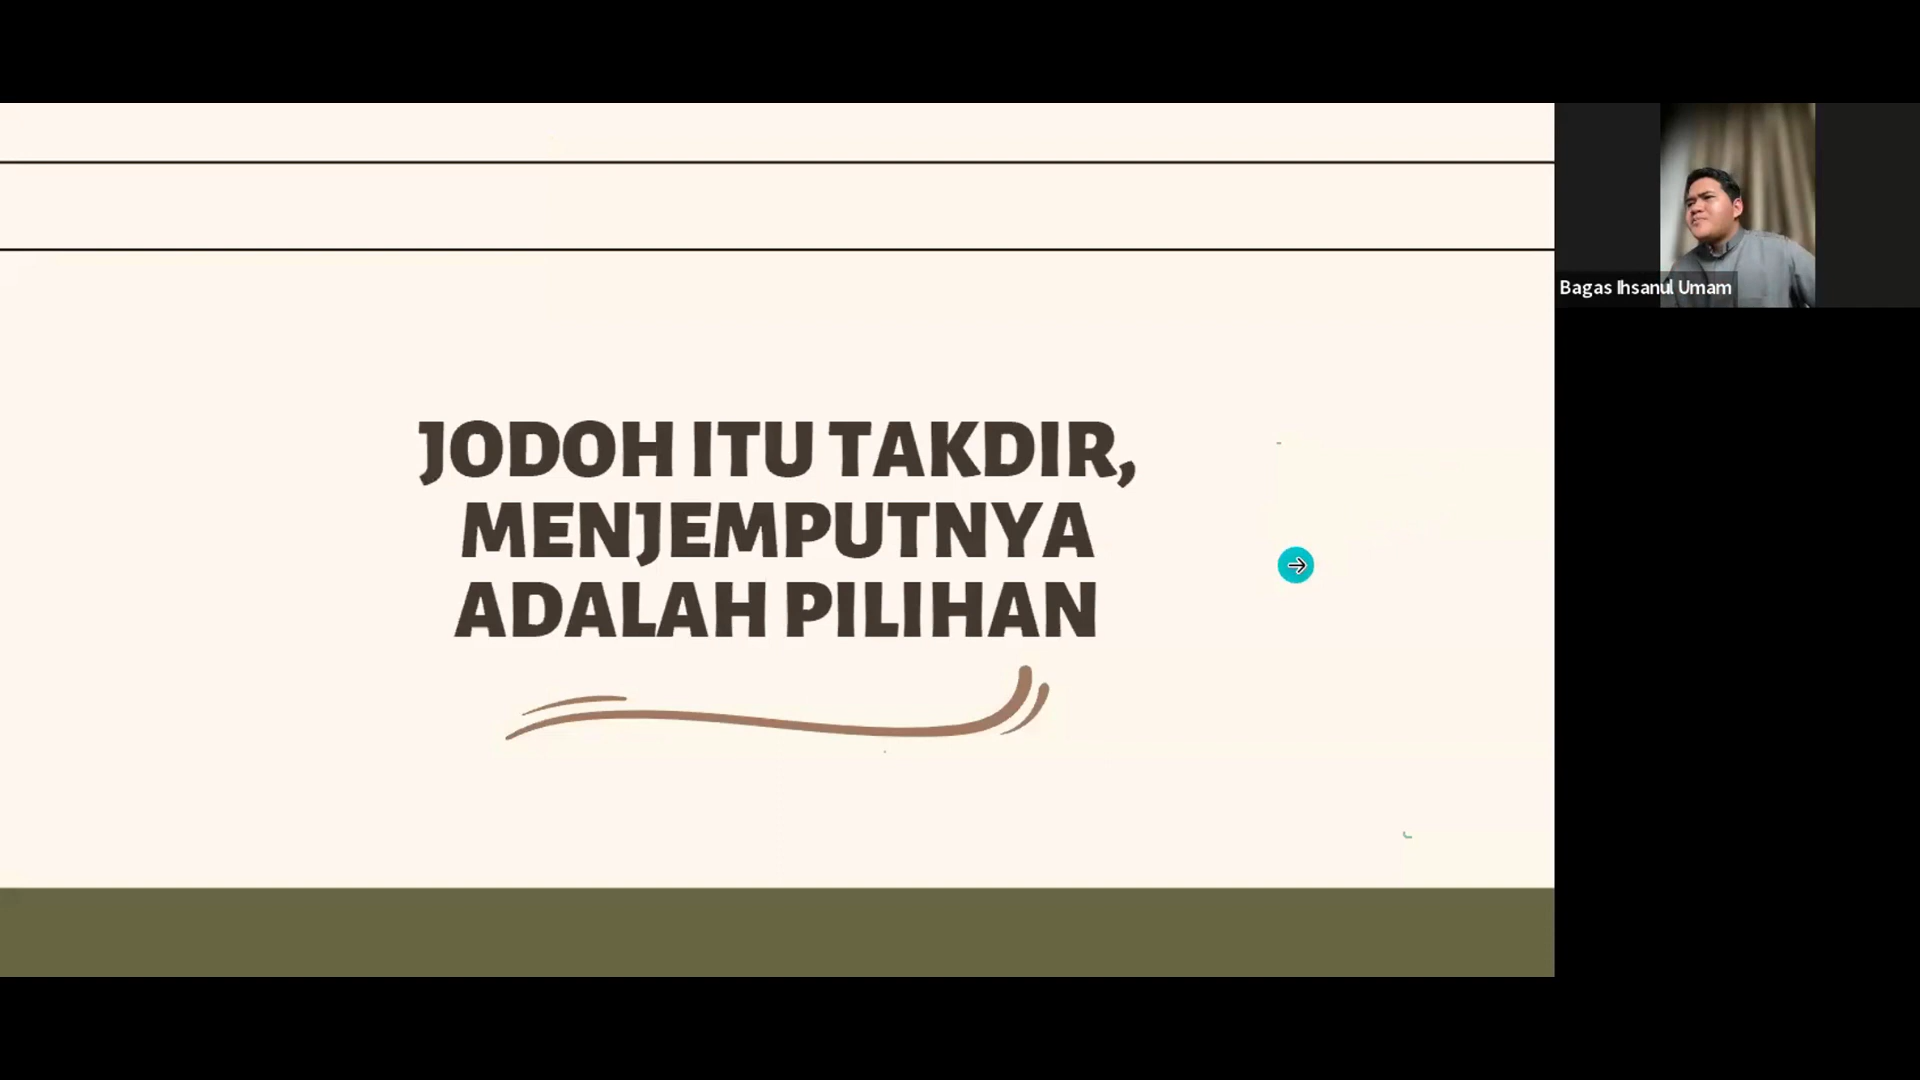 JODOH ITU TAKDIR,
MENJEMPUTNYA
ADALAH PILIHAN
Bagas Ihsanul Umam